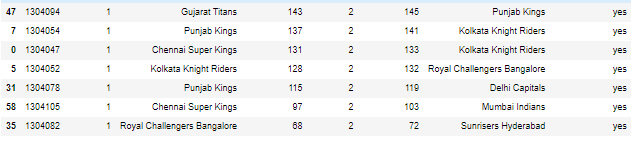 47 1304094 1 Gujarat Titans 143 2 145 Punjab Kings yes
7 1304054 1 Punjab Kings 137 2 141 Kolkata Knight Riders yes
0 1304047 1 Chennai Super Kings 131 2 133 Kolkata Knight Riders yes
5 1304052 1 Kolkata Knight Riders 128 2 132 Royal Challengers Bangalore yes
31 1304078 1 Punjab Kings 115 2 119 Delhi Capitals yes
58 1304105 1 Chennai Super Kings 97 2 103 Mumbai Indians yes
35 1304082 1 Royal Challengers Bangalore 68 2 72 Sunrisers Hyderabad yes